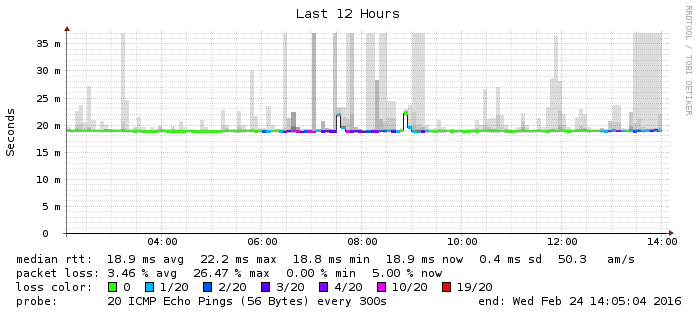 Last 12 Hours
RRDTOOL / TOBI OETIKER
Seconds
35 m
30 m
25 m
20 m
15 m
10 m
5 m
0
04:00 06:00 08:00 10:00 12:00 14:00
median rtt: 18.9 ms avg 22.2 ms max 18.8 ms min 18.9 ms now 0.4 ms sd 50.3 am/s
packet loss: 3.46 % avg 26.47 % max 0.00 % min 5.00 % now
loss color: 0 1/20 2/20 3/20 4/20 10/20 19/20
probe: 20 ICMP Echo Pings (56 Bytes) every 300s end: Wed Feb 24 14:05:04 2016